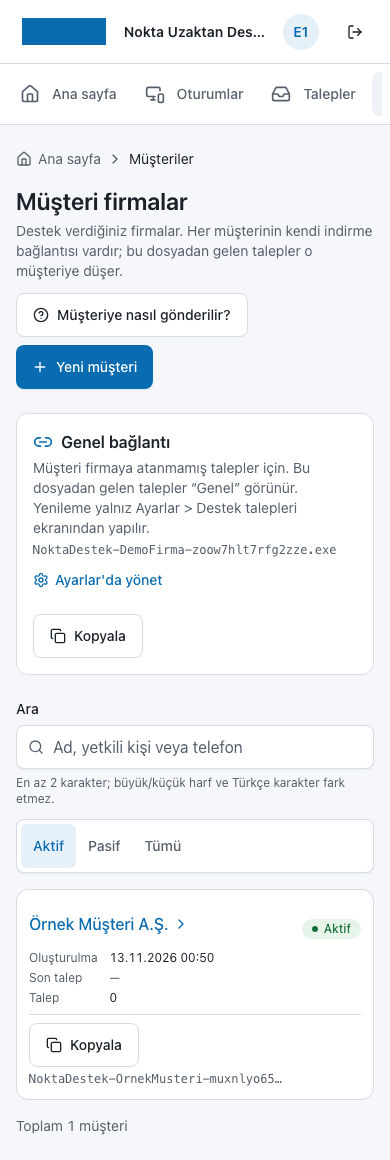 Nokta Uzaktan Des...
E1
Ana sayfa
Oturumlar
Talepler
Ana sayfa
Müşteriler
Müşteri firmalar
Destek verdiğiniz firmalar. Her müşterinin kendi indirme
bağlantısı vardır; bu dosyadan gelen talepler o
müşteriye düşer.
Müşteriye nasıl gönderilir?
Yeni müşteri
Genel bağlantı
Müşteri firmaya atanmamış talepler için. Bu
dosyadan gelen talepler “Genel” görünür.
Yenileme yalnız Ayarlar > Destek talepleri
ekranından yapılır.
NoktaDestek-DemoFirma-zoow7hlt7rfg2zze.exe
Ayarlar'da yönet
Kopyala
Ara
Ad, yetkili kişi veya telefon
En az 2 karakter; büyük/küçük harf ve Türkçe karakter fark
etmez.
Aktif
Pasif
Tümü
Örnek Müşteri A.Ş.
Aktif
Oluşturulma 13.11.2026 00:50
Son talep —
Talep 0
Kopyala
NoktaDestek-OrnekMusteri-muxnlyo65…
Toplam 1 müşteri